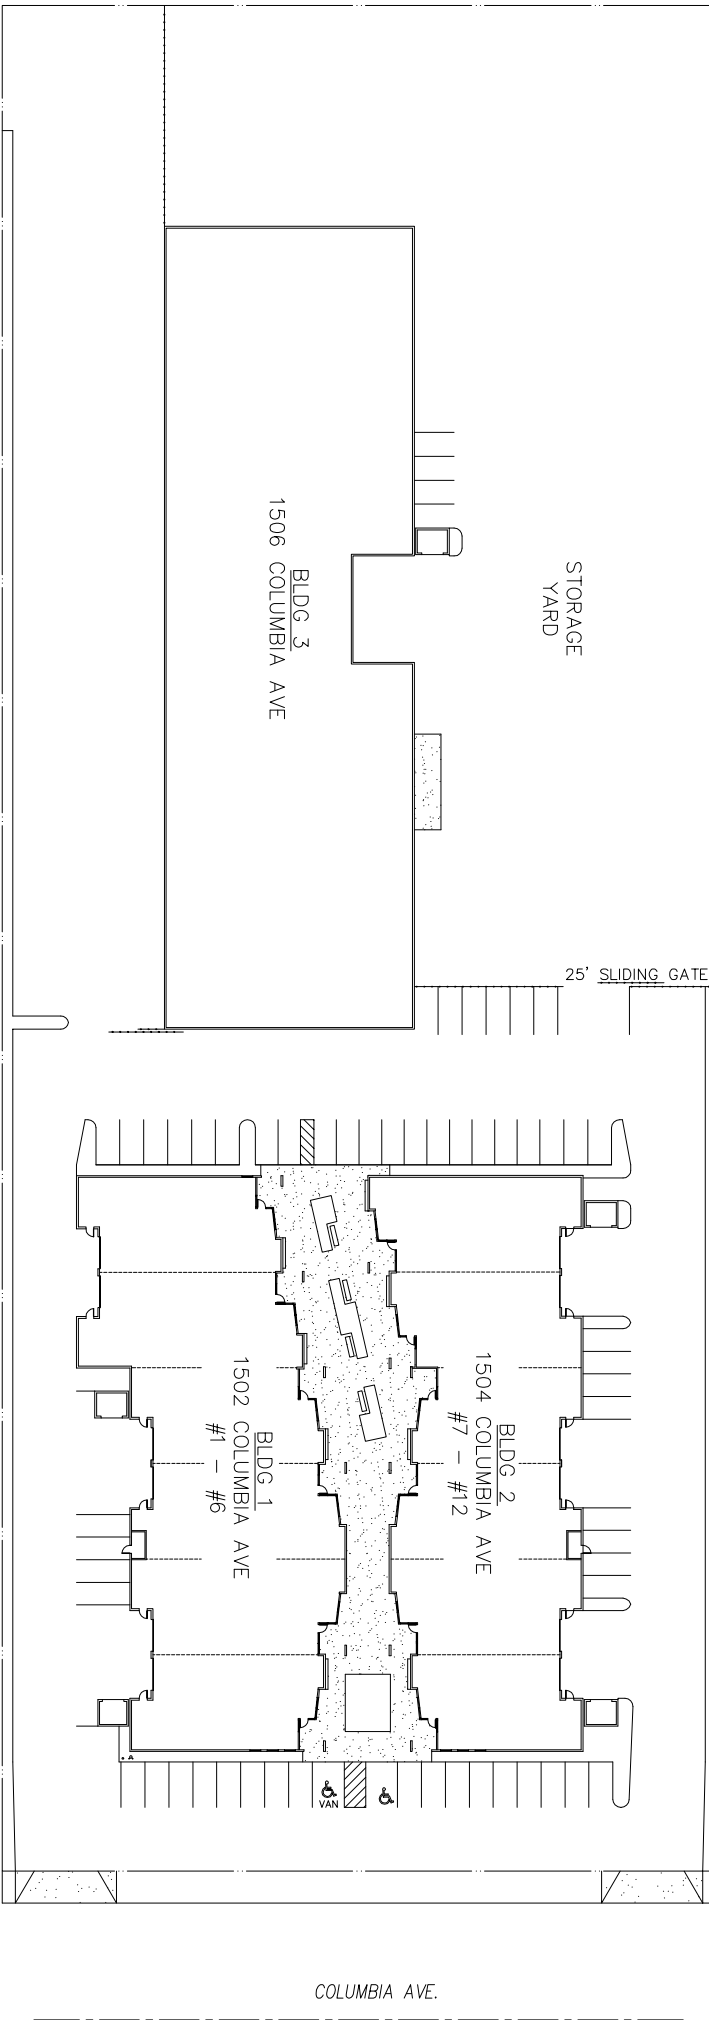 STORAGE
YARD
BLDG 3
1506 COLUMBIA AVE
25' SLIDING GATE
BLDG 2
1504 COLUMBIA AVE
#7 - #12
BLDG 1
1502 COLUMBIA AVE
#1 - #6
A
VAN
COLUMBIA AVE.